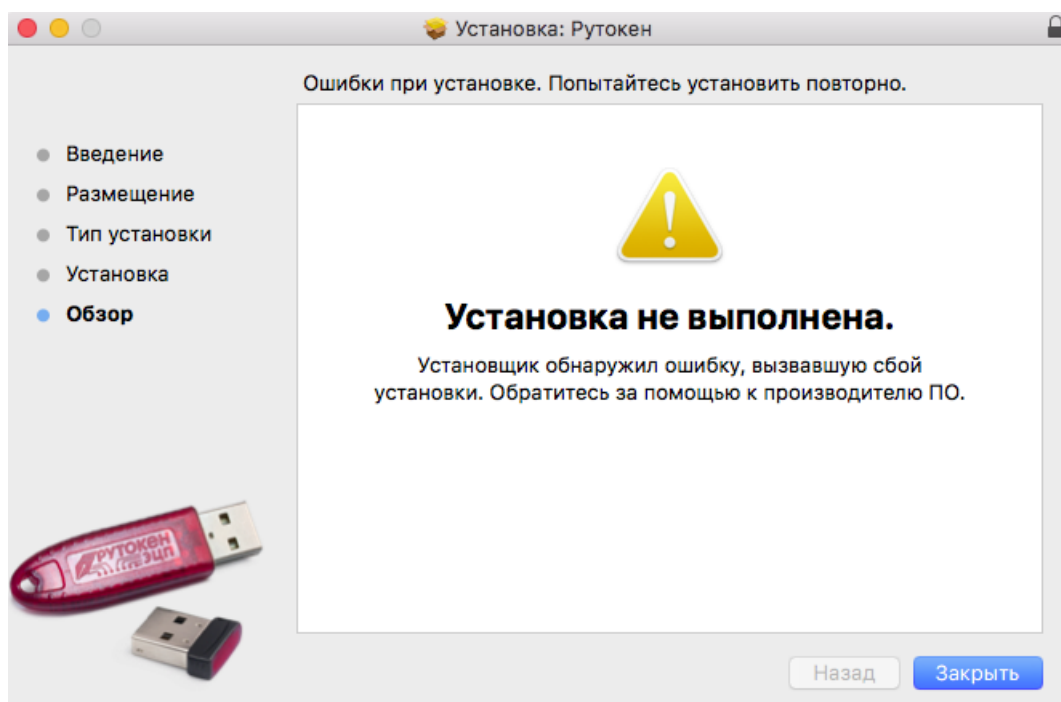 Установка: Рутокен
Ошибки при установке. Попытайтесь установить повторно.
Введение
Размещение
Тип установки
Установка
Обзор
Установка не выполнена.
Установщик обнаружил ошибку, вызвавшую сбой
установки. Обратитесь за помощью к производителю ПО.
РУТОКЕН
ЭЦП
Назад
Закрыть